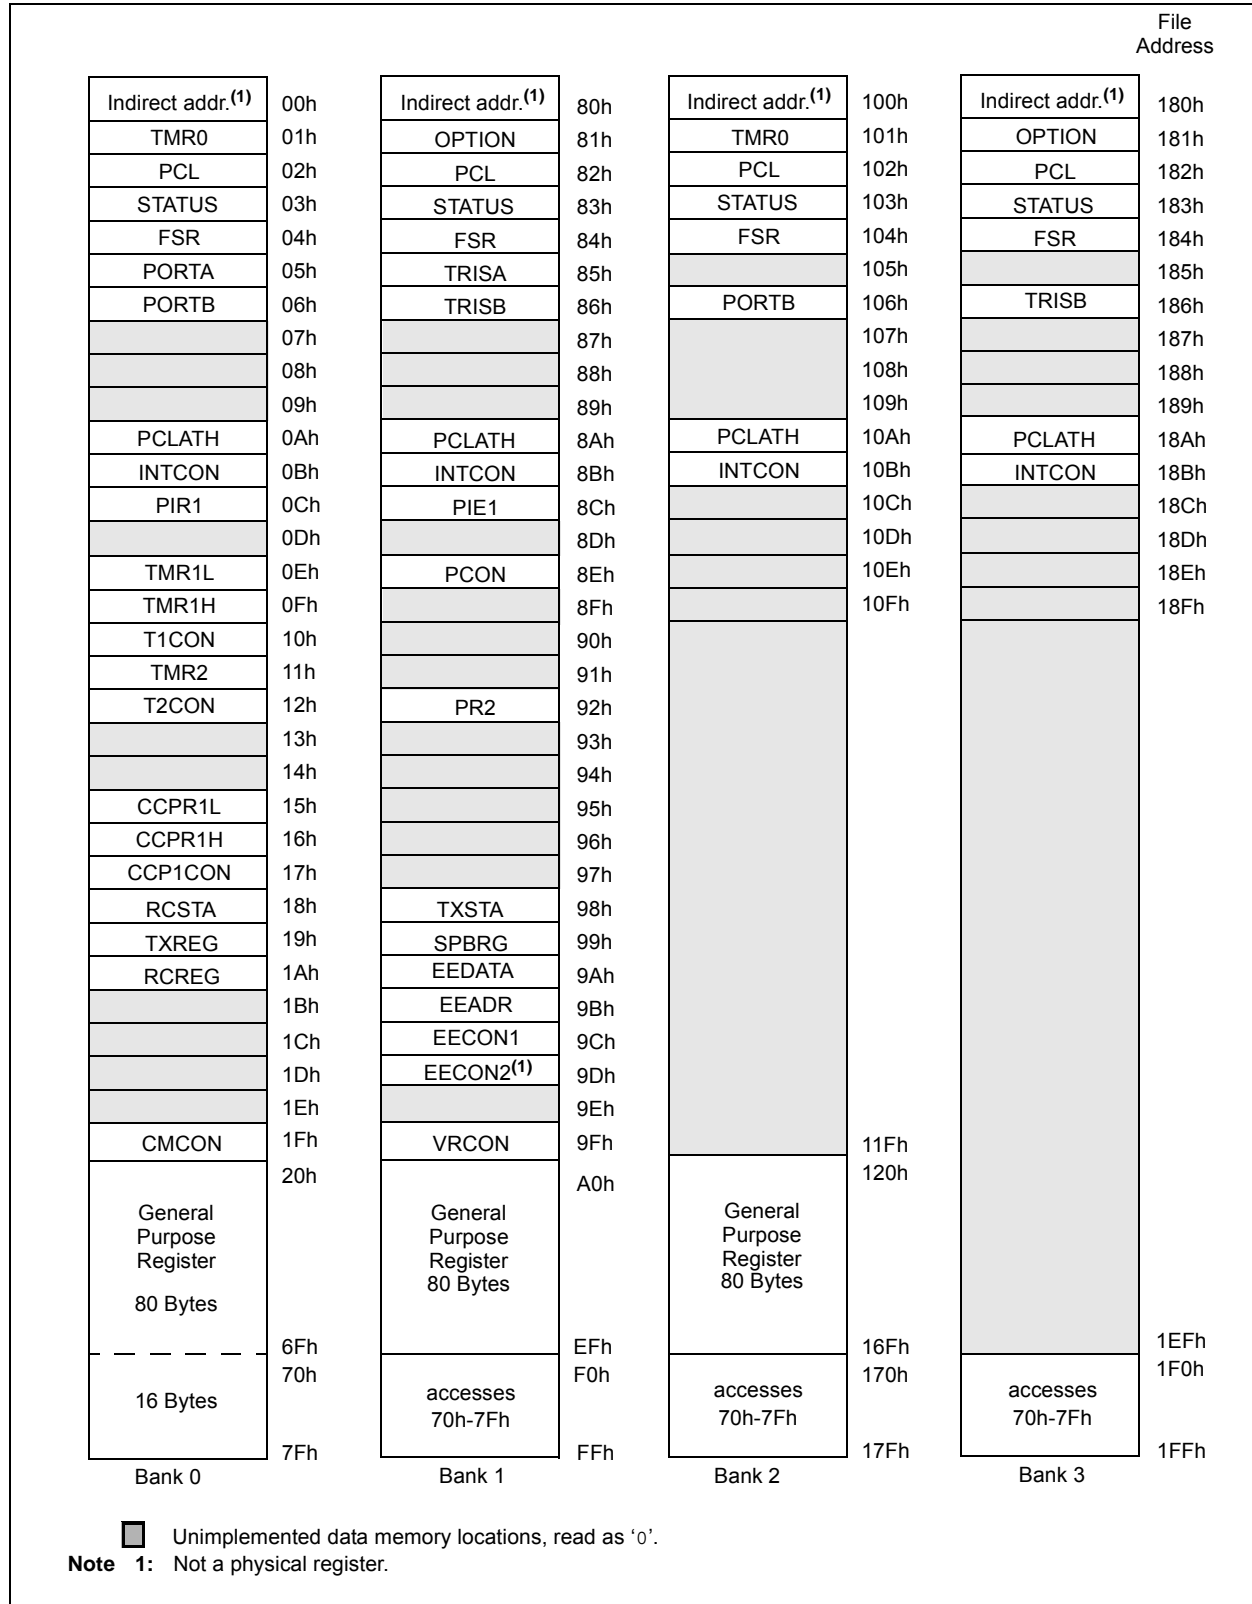 File
Address
Indirect addr.(1) 00h Indirect addr.(1) 80h Indirect addr.(1) 100h Indirect addr.(1) 180h
TMR0 01h OPTION 81h TMR0 101h OPTION 181h
PCL 02h PCL 82h PCL 102h PCL 182h
STATUS 03h STATUS 83h STATUS 103h STATUS 183h
FSR 04h FSR 84h FSR 104h FSR 184h
PORTA 05h TRISA 85h 105h 185h
PORTB 06h TRISB 86h PORTB 106h TRISB 186h
07h 87h 107h 187h
08h 88h 108h 188h
09h 89h 109h 189h
PCLATH 0Ah PCLATH 8Ah PCLATH 10Ah PCLATH 18Ah
INTCON 0Bh INTCON 8Bh INTCON 10Bh INTCON 18Bh
PIR1 0Ch PIE1 8Ch 10Ch 18Ch
0Dh 8Dh 10Dh 18Dh
TMR1L 0Eh PCON 8Eh 10Eh 18Eh
TMR1H 0Fh 8Fh 10Fh 18Fh
T1CON 10h 90h
TMR2 11h 91h
T2CON 12h PR2 92h
13h 93h
14h 94h
CCPR1L 15h 95h
CCPR1H 16h 96h
CCP1CON 17h 97h
RCSTA 18h TXSTA 98h
TXREG 19h SPBRG 99h
RCREG 1Ah EEDATA 9Ah
1Bh EEADR 9Bh
1Ch EECON1 9Ch
1Dh EECON2(1) 9Dh
1Eh 9Eh
CMCON 1Fh VRCON 9Fh 11Fh
20h A0h 120h
General General General
Purpose Purpose Purpose
Register Register Register
80 Bytes 80 Bytes 80 Bytes
6Fh EFh 16Fh 1EFh
70h F0h 170h 1F0h
16 Bytes accesses accesses accesses
70h-7Fh 70h-7Fh 70h-7Fh
7Fh FFh 17Fh 1FFh
Bank 0 Bank 1 Bank 2 Bank 3
Unimplemented data memory locations, read as ‘0’.
Note 1: Not a physical register.